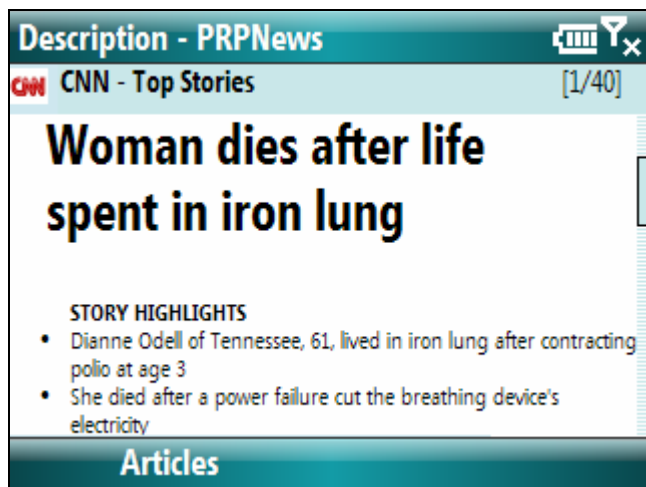 Description - PRPNews
CNN CNN - Top Stories [1/40]
Woman dies after life
spent in iron lung
STORY HIGHLIGHTS
• Dianne Odell of Tennessee, 61, lived in iron lung after contracting
polio at age 3
• She died after a power failure cut the breathing device's
electricity
Articles